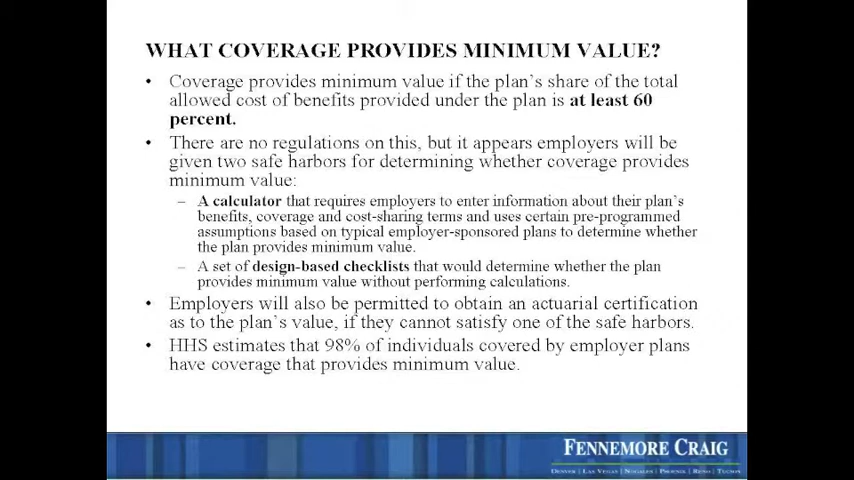 WHAT COVERAGE PROVIDES MINIMUM VALUE?
• Coverage provides minimum value if the plan's share of the total
allowed cost of benefits provided under the plan is at least 60
percent.
• There are no regulations on this, but it appears employers will be
given two safe harbors for determining whether coverage provides
minimum value:
– A calculator that requires employers to enter information about their plan's
benefits, coverage and cost-sharing terms and uses certain pre-programmed
assumptions based on typical employer-sponsored plans to determine whether
the plan provides minimum value.
– A set of design-based checklists that would determine whether the plan
provides minimum value without performing calculations.
• Employers will also be permitted to obtain an actuarial certification
as to the plan's value, if they cannot satisfy one of the safe harbors.
• HHS estimates that 98% of individuals covered by employer plans
have coverage that provides minimum value.
FENNEMORE CRAIG
DENVER | LAS VEGAS | NOGALES | PHOENIX | RENO | TUCSON